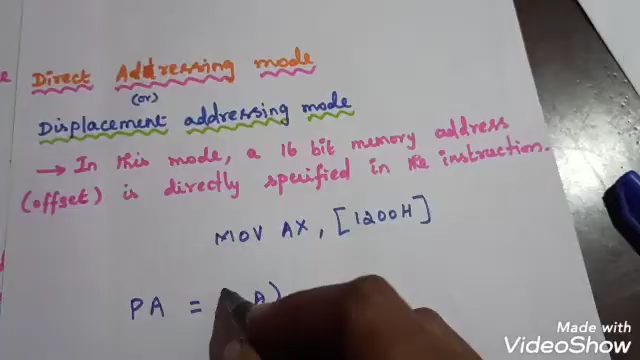 Direct Addressing mode
(or)
Displacement addressing mode
→ In this mode, a 16 bit memory address
(offset) is directly specified in the instruction.
MOV AX, [1200H]
PA = A)
Made with
VideoShow